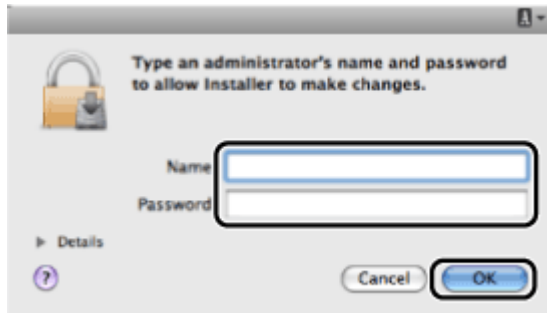 Type an administrator's name and password
to allow Installer to make changes.
Name
Password
Details
?
Cancel
OK